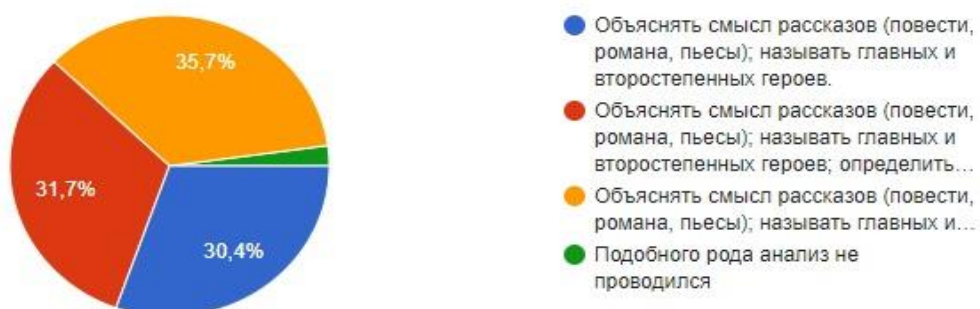 35,7%
31,7%
30,4%
Объяснять смысл рассказов (повести,
романа, пьесы); называть главных и
второстепенных героев.
Объяснять смысл рассказов (повести,
романа, пьесы); называть главных и
второстепенных героев; определить…
Объяснять смысл рассказов (повести,
романа, пьесы); называть главных и…
Подобного рода анализ не
проводился